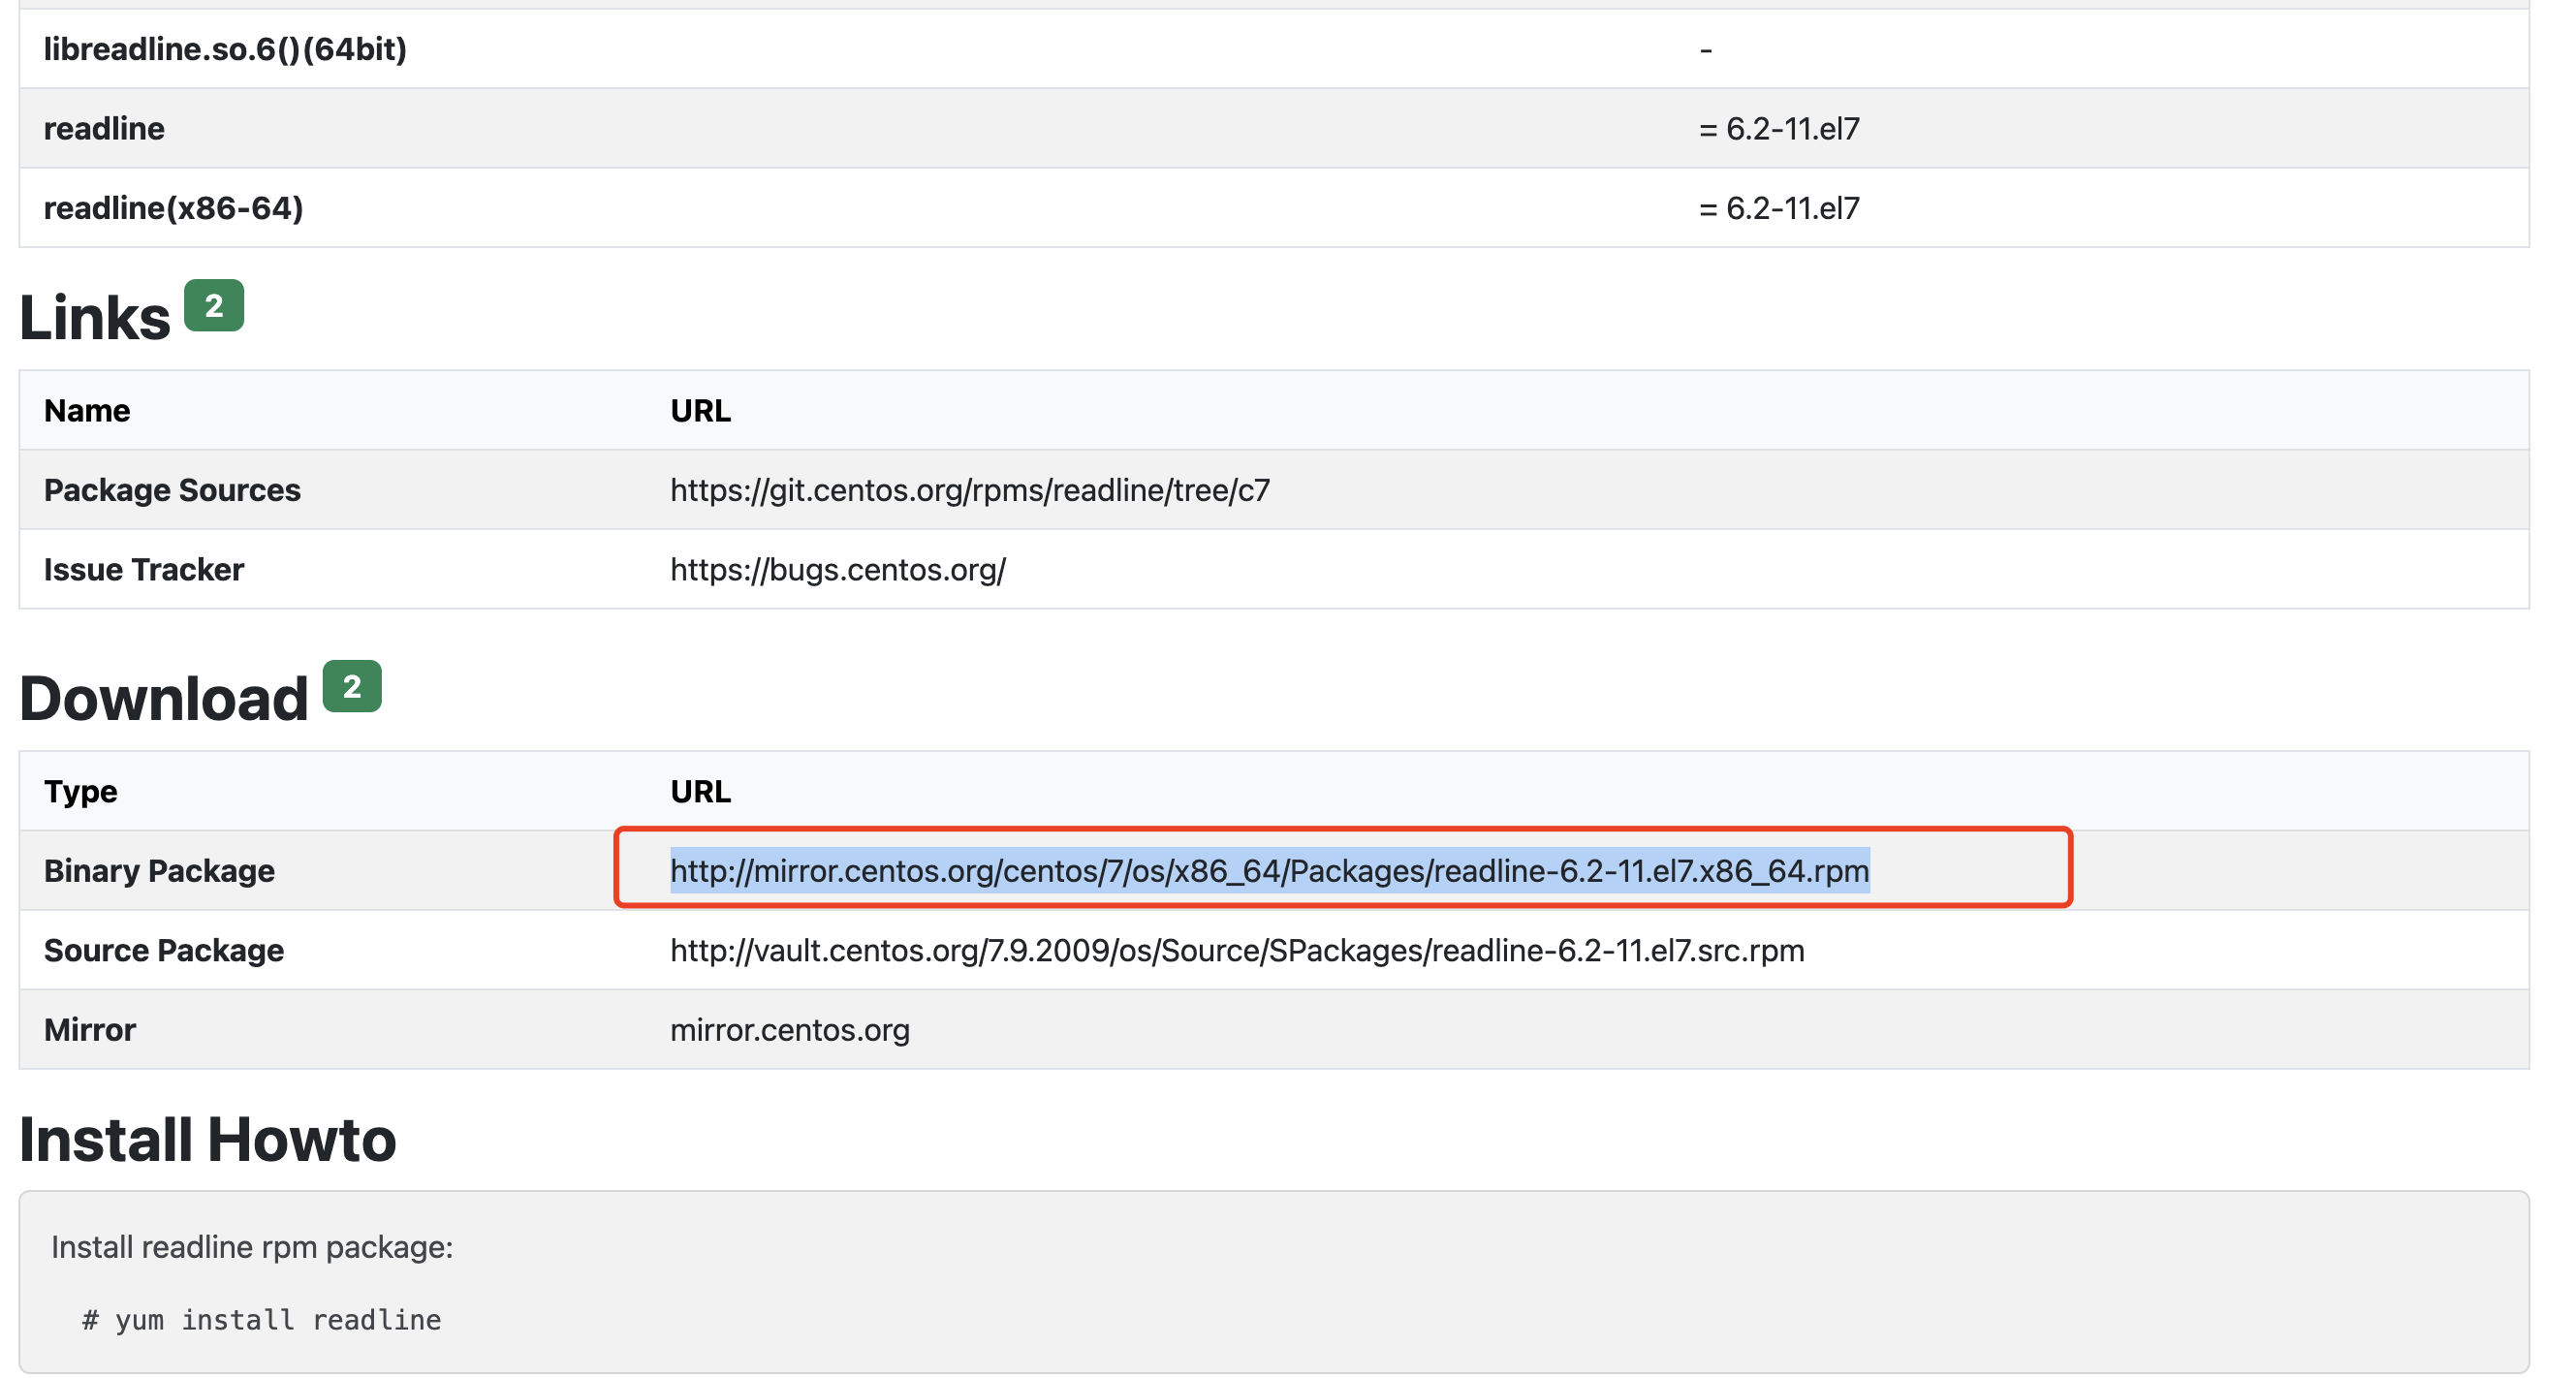 libreadline.so.6()(64bit) -
readline = 6.2-11.el7
readline(x86-64) = 6.2-11.el7
Links 2
Name URL
Package Sources https://git.centos.org/rpms/readline/tree/c7
Issue Tracker https://bugs.centos.org/
Download 2
Type URL
Binary Package http://mirror.centos.org/centos/7/os/x86_64/Packages/readline-6.2-11.el7.x86_64.rpm
Source Package http://vault.centos.org/7.9.2009/os/Source/SPackages/readline-6.2-11.el7.src.rpm
Mirror mirror.centos.org
Install Howto
Install readline rpm package:
# yum install readline